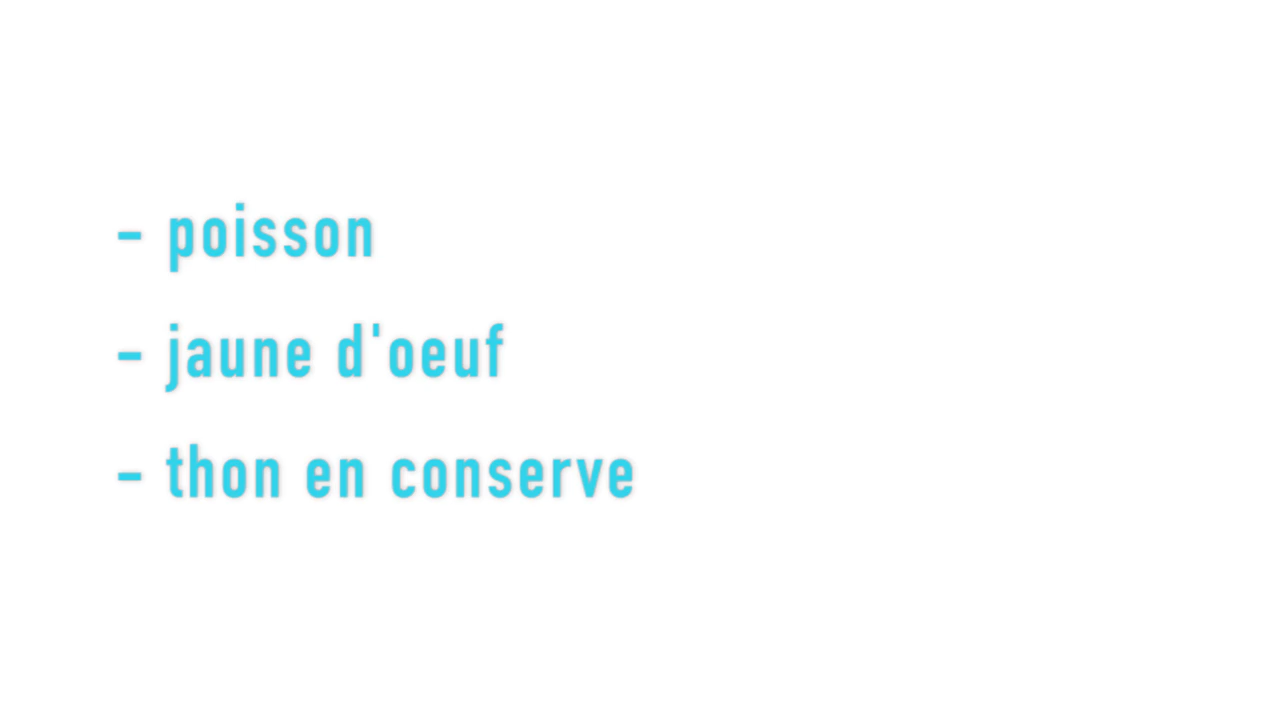 - poisson
- jaune d'oeuf
- thon en conserve